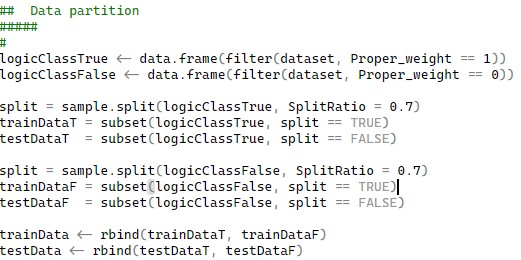 ##  Data partition
#####
#
logicClassTrue <- data.frame(filter(dataset, Proper_weight == 1))
logicClassFalse <- data.frame(filter(dataset, Proper_weight == 0))

split = sample.split(logicClassTrue, SplitRatio = 0.7)
trainDataT = subset(logicClassTrue, split == TRUE)
testDataT  = subset(logicClassTrue, split == FALSE)

split = sample.split(logicClassFalse, SplitRatio = 0.7)
trainDataF = subset(logicClassFalse, split == TRUE)
testDataF  = subset(logicClassFalse, split == FALSE)

trainData <- rbind(trainDataT, trainDataF)
testData <- rbind(testDataT, testDataF)